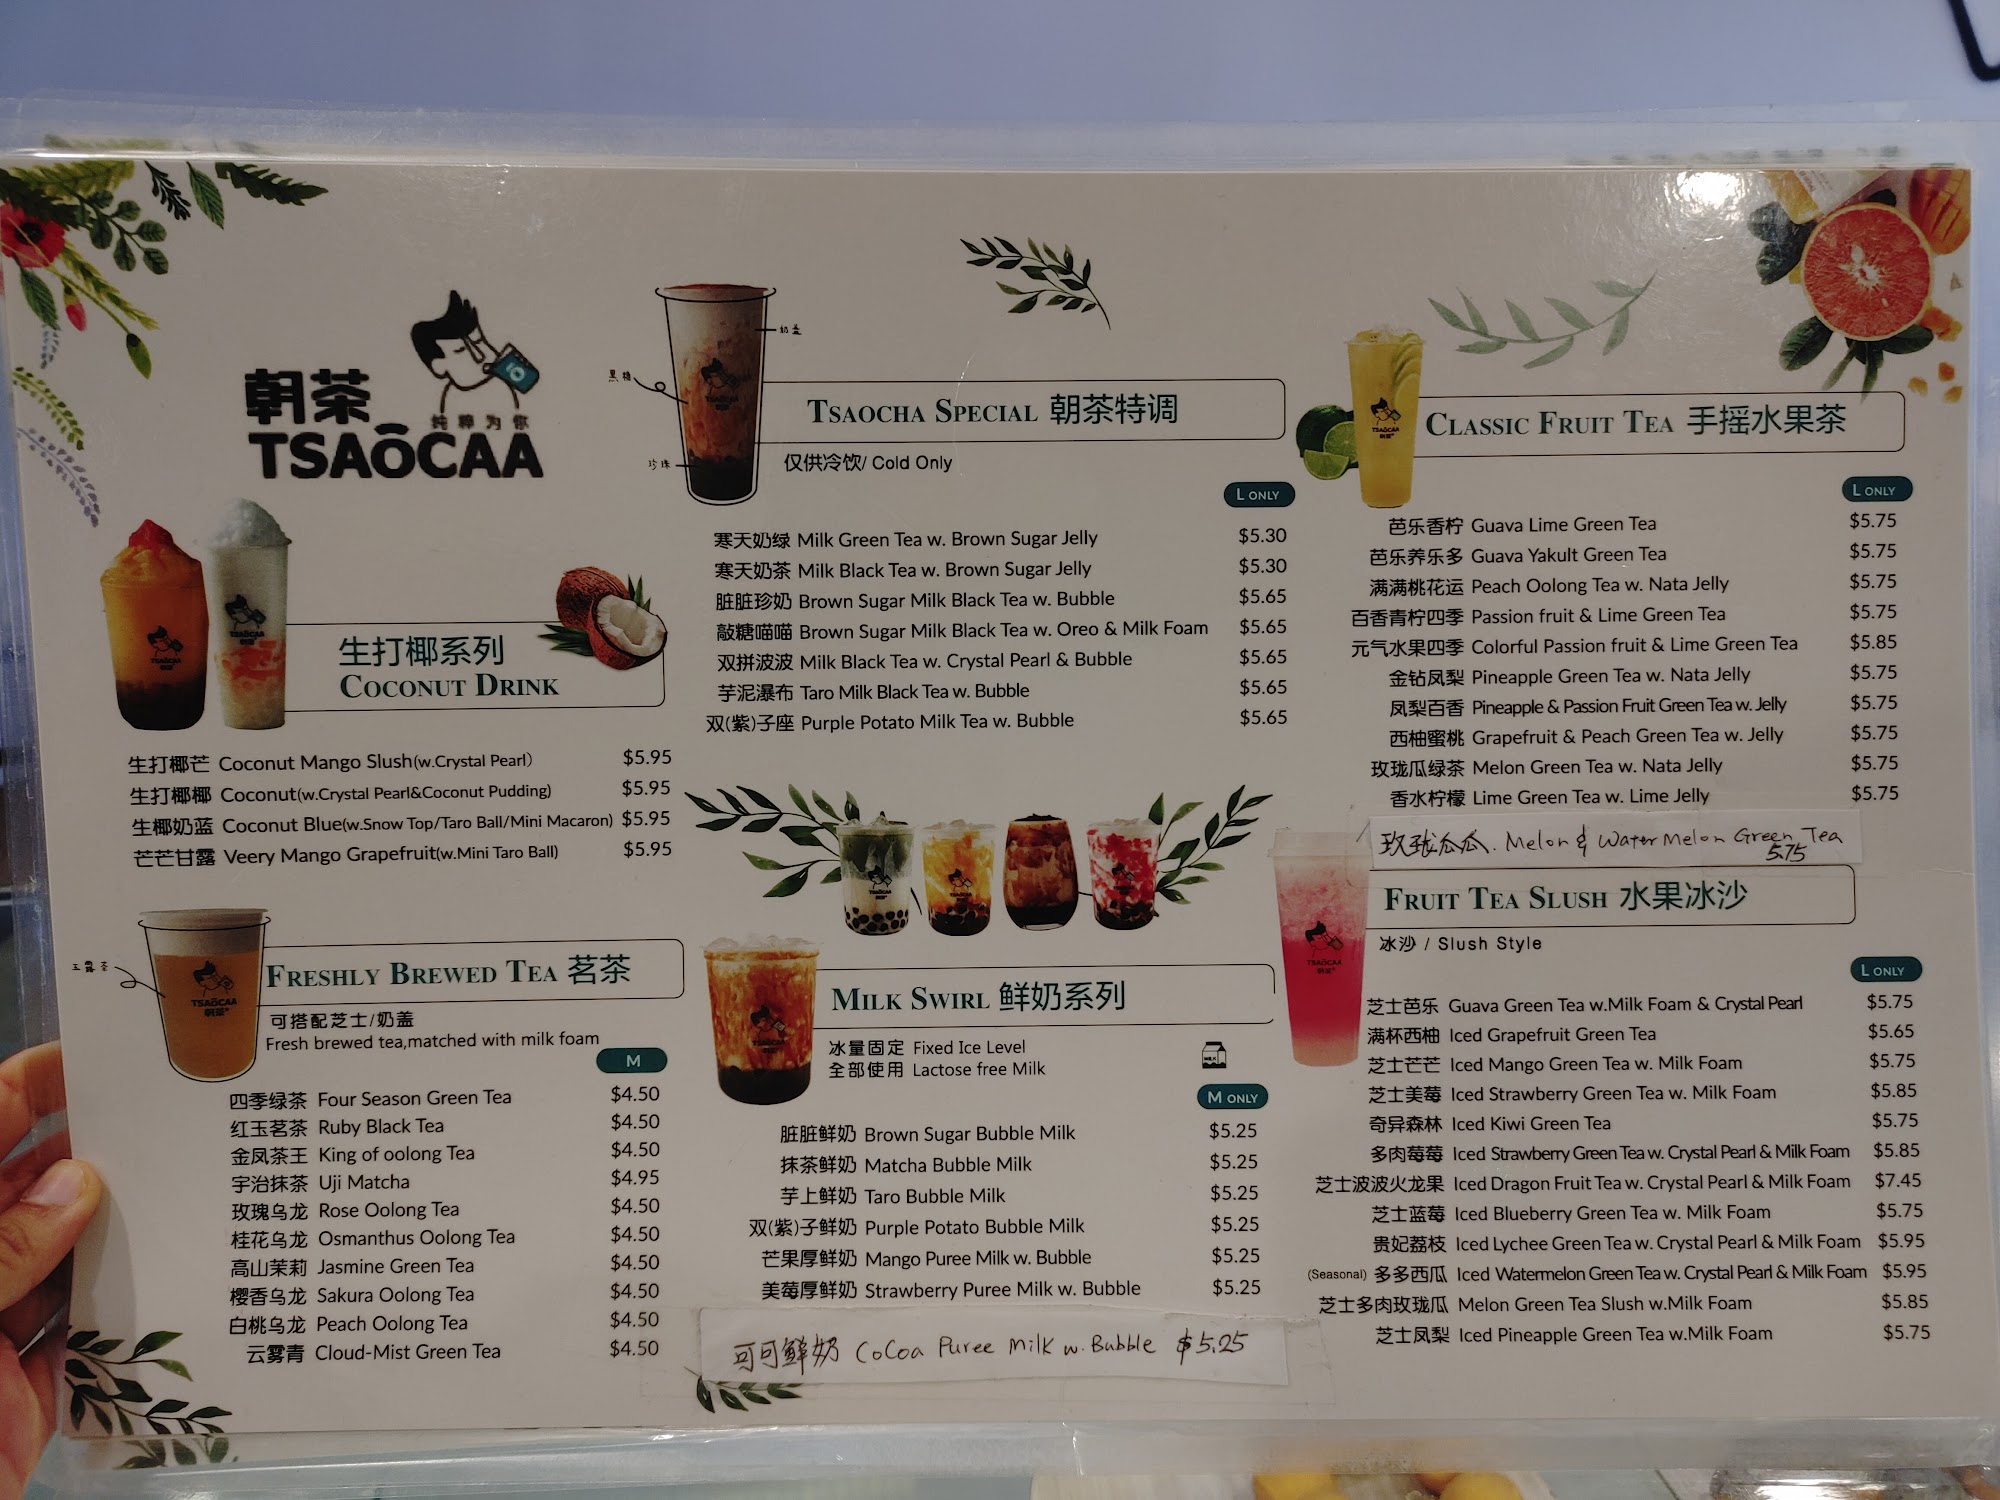 朝茶
纯粹为你
TSAōCAA
奶盖
黑糖
珍珠
TSAOCHA SPECIAL 朝茶特调
仅供冷饮/ Cold Only
L ONLY
寒天奶绿 Milk Green Tea w. Brown Sugar Jelly $5.30
寒天奶茶 Milk Black Tea w. Brown Sugar Jelly $5.30
脏脏珍奶 Brown Sugar Milk Black Tea w. Bubble $5.65
敲糖喵喵 Brown Sugar Milk Black Tea w. Oreo & Milk Foam $5.65
双拼波波 Milk Black Tea w. Crystal Pearl & Bubble $5.65
芋泥瀑布 Taro Milk Black Tea w. Bubble $5.65
双(紫)子座 Purple Potato Milk Tea w. Bubble $5.65
生打椰系列
COCONUT DRINK
生打椰芒 Coconut Mango Slush(w.Crystal Pearl) $5.95
生打椰椰 Coconut(w.Crystal Pearl&Coconut Pudding) $5.95
生椰奶蓝 Coconut Blue(w.Snow Top/Taro Ball/Mini Macaron) $5.95
芒芒甘露 Veery Mango Grapefruit(w.Mini Taro Ball) $5.95
玉露茶
TSAōCAA
朝茶
FRESHLY BREWED TEA 茗茶
可搭配芝士/奶盖
Fresh brewed tea,matched with milk foam
M
四季绿茶 Four Season Green Tea $4.50
红玉茗茶 Ruby Black Tea $4.50
金凤茶王 King of oolong Tea $4.50
宇治抹茶 Uji Matcha $4.95
玫瑰乌龙 Rose Oolong Tea $4.50
桂花乌龙 Osmanthus Oolong Tea $4.50
高山茉莉 Jasmine Green Tea $4.50
樱香乌龙 Sakura Oolong Tea $4.50
白桃乌龙 Peach Oolong Tea $4.50
云雾青 Cloud-Mist Green Tea $4.50
MILK SWIRL 鲜奶系列
冰量固定 Fixed Ice Level
全部使用 Lactose free Milk
MILK
M ONLY
脏脏鲜奶 Brown Sugar Bubble Milk $5.25
抹茶鲜奶 Matcha Bubble Milk $5.25
芋上鲜奶 Taro Bubble Milk $5.25
双(紫)子鲜奶 Purple Potato Bubble Milk $5.25
芒果厚鲜奶 Mango Puree Milk w. Bubble $5.25
美莓厚鲜奶 Strawberry Puree Milk w. Bubble $5.25
可可鲜奶 CoCoa Puree Milk w. Bubble $5.25
CLASSIC FRUIT TEA 手摇水果茶
L ONLY
芭乐香柠 Guava Lime Green Tea $5.75
芭乐养乐多 Guava Yakult Green Tea $5.75
满满桃花运 Peach Oolong Tea w. Nata Jelly $5.75
百香青柠四季 Passion fruit & Lime Green Tea $5.75
元气水果四季 Colorful Passion fruit & Lime Green Tea $5.85
金钻凤梨 Pineapple Green Tea w. Nata Jelly $5.75
凤梨百香 Pineapple & Passion Fruit Green Tea w. Jelly $5.75
西柚蜜桃 Grapefruit & Peach Green Tea w. Jelly $5.75
玫珑瓜绿茶 Melon Green Tea w. Nata Jelly $5.75
香水柠檬 Lime Green Tea w. Lime Jelly $5.75
玫珑瓜瓜. Melon & WaterMelon Green Tea
5.75
FRUIT TEA SLUSH 水果冰沙
冰沙 / Slush Style
L ONLY
芝士芭乐 Guava Green Tea w.Milk Foam & Crystal Pearl $5.75
满杯西柚 Iced Grapefruit Green Tea $5.65
芝士芒芒 Iced Mango Green Tea w. Milk Foam $5.75
芝士美莓 Iced Strawberry Green Tea w. Milk Foam $5.85
奇异森林 Iced Kiwi Green Tea $5.75
多肉莓莓 Iced Strawberry Green Tea w. Crystal Pearl & Milk Foam $5.85
芝士波波火龙果 Iced Dragon Fruit Tea w. Crystal Pearl & Milk Foam $7.45
芝士蓝莓 Iced Blueberry Green Tea w. Milk Foam $5.75
贵妃荔枝 Iced Lychee Green Tea w. Crystal Pearl & Milk Foam $5.95
(Seasonal) 多多西瓜 Iced Watermelon Green Tea w. Crystal Pearl & Milk Foam $5.95
芝士多肉玫珑瓜 Melon Green Tea Slush w.Milk Foam $5.85
芝士凤梨 Iced Pineapple Green Tea w.Milk Foam $5.75